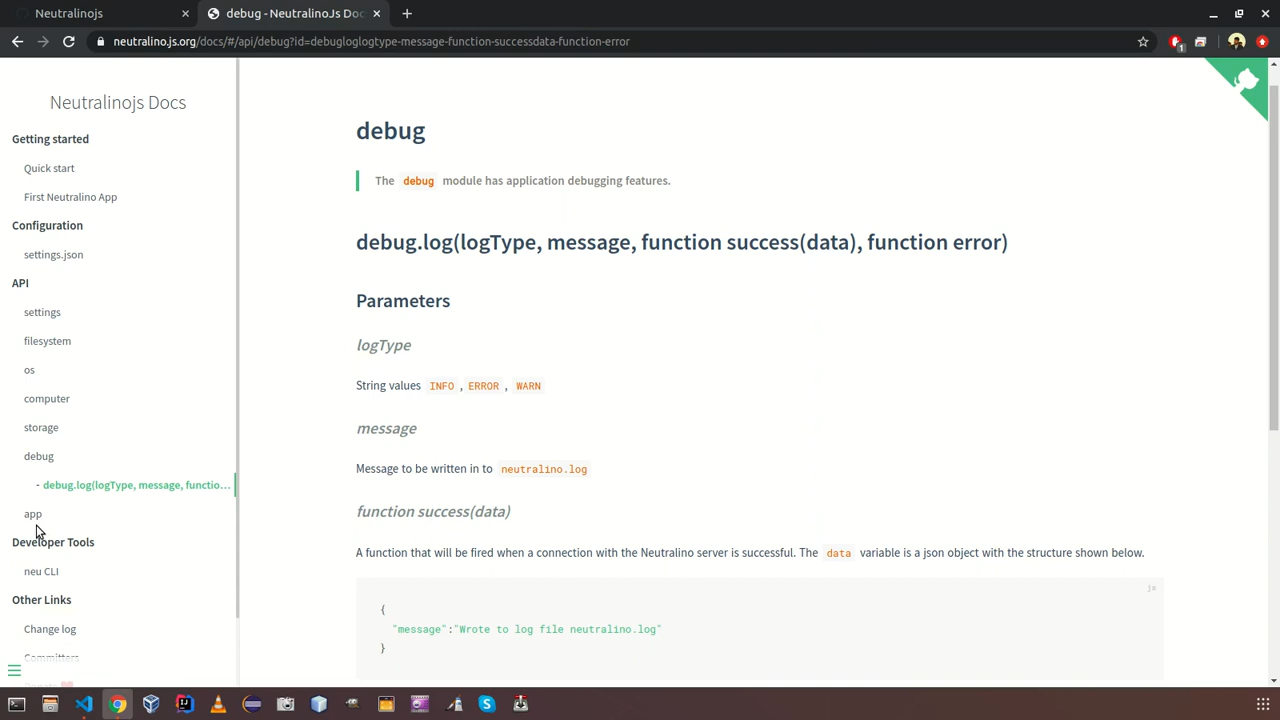 Neutralinojs
debug - NeutralinoJs Doc
neutralino.js.org/docs/#/api/debug?id=debugloglogtype-message-function-successdata-function-error
1
Neutralinojs Docs
Getting started
Quick start
First Neutralino App
Configuration
settings.json
API
settings
filesystem
os
computer
storage
debug
- debug.log(logType, message, functio...
app
Developer Tools
neu CLI
Other Links
Change log
Committers
debug
The debug module has application debugging features.
debug.log(logType, message, function success(data), function error)
Parameters
logType
String values INFO , ERROR , WARN
message
Message to be written in to neutralino.log
function success(data)
A function that will be fired when a connection with the Neutralino server is successful. The data variable is a json object with the structure shown below.
js
{
"message":"Wrote to log file neutralino.log"
}